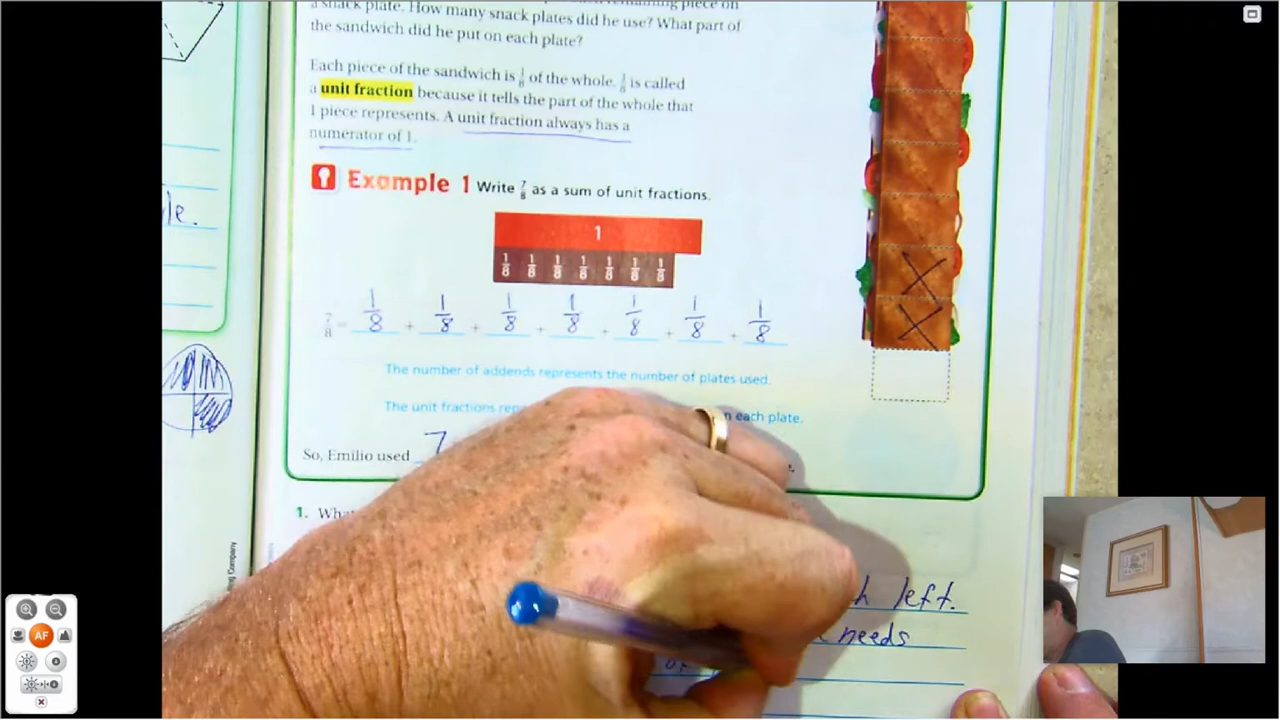 a snack plate. How many snack plates did he use? What part of
the sandwich did he put on each plate?
Each piece of the sandwich is 1/8 of the whole. 1/8 is called
a unit fraction because it tells the part of the whole that
1 piece represents. A unit fraction always has a
numerator of 1.
Example 1 Write 7/8 as a sum of unit fractions.
1
1/8 1/8 1/8 1/8 1/8 1/8 1/8
7/8 = 1/8 + 1/8 + 1/8 + 1/8 + 1/8 + 1/8 + 1/8
The number of addends represents the number of plates used.
The unit fractions n each plate.
So, Emilio used 7
1.
left.
needs
of
Company
AF